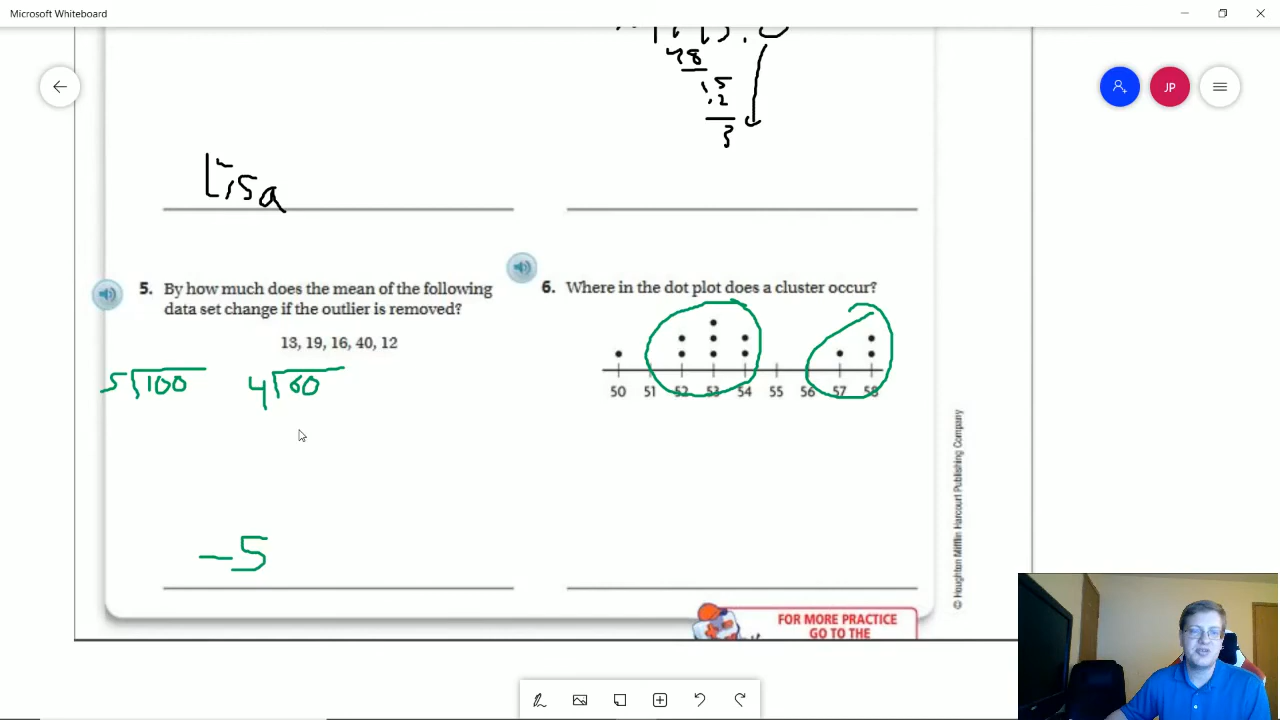 Microsoft Whiteboard
JP
48
15
12
3
Lisa
5. By how much does the mean of the following
data set change if the outlier is removed?
13, 19, 16, 40, 12
5 100
4 60
-5
6. Where in the dot plot does a cluster occur?
50 51 52 53 54 55 56 57 58
© Houghton Mifflin Harcourt Publishing Company
FOR MORE PRACTICE
GO TO THE